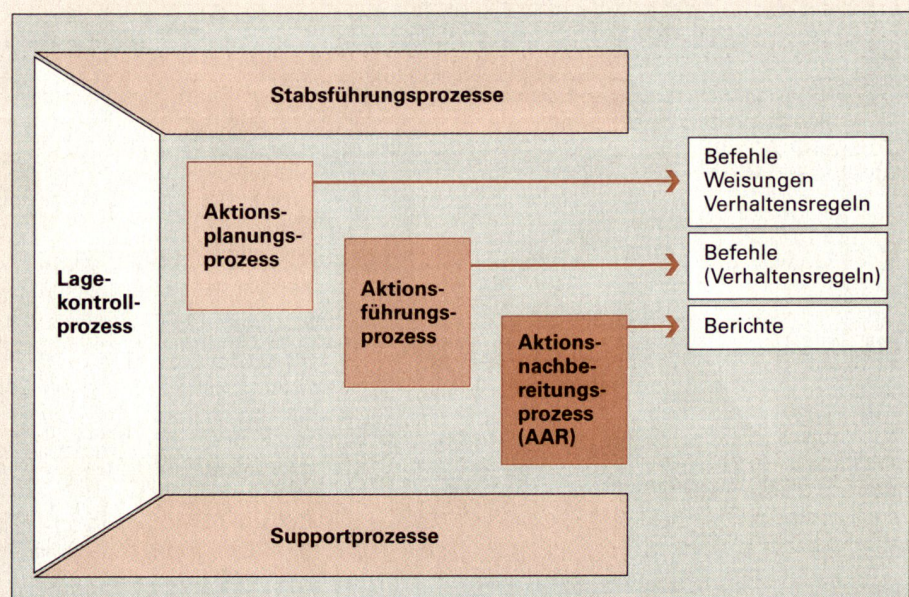 Stabsführungsprozesse
Lage-
kontroll-
prozess
Aktions-
planungs-
prozess
Aktions-
führungs-
prozess
Aktions-
nachbe-
reitungs-
prozess
(AAR)
Befehle
Weisungen
Verhaltensregeln
Befehle
(Verhaltensregeln)
Berichte
Supportprozesse